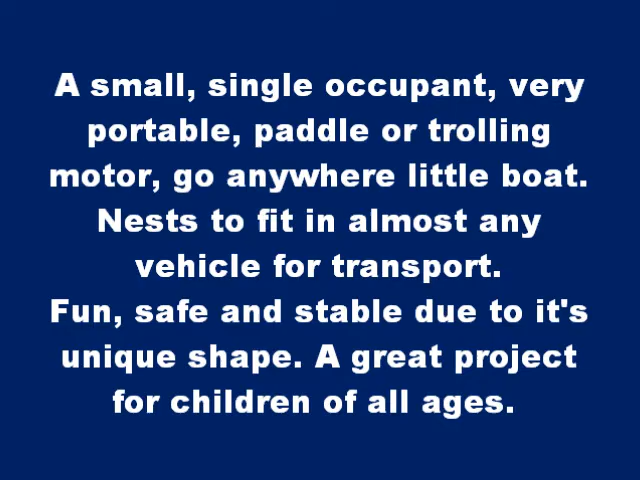 A small, single occupant, very
portable, paddle or trolling
motor, go anywhere little boat.
Nests to fit in almost any
vehicle for transport.
Fun, safe and stable due to it's
unique shape. A great project
for children of all ages.